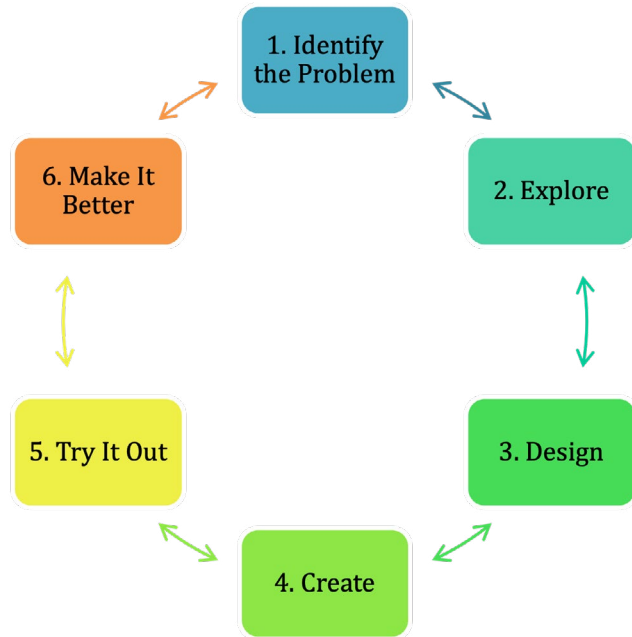 1. Identify
the Problem
2. Explore
3. Design
4. Create
5. Try It Out
6. Make It
Better